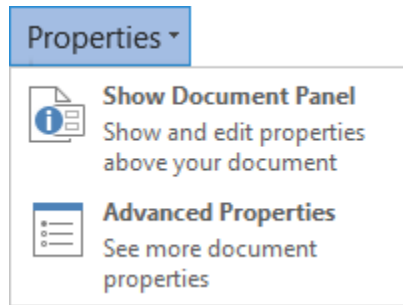 Properties
Show Document Panel
Show and edit properties
above your document
Advanced Properties
See more document
properties